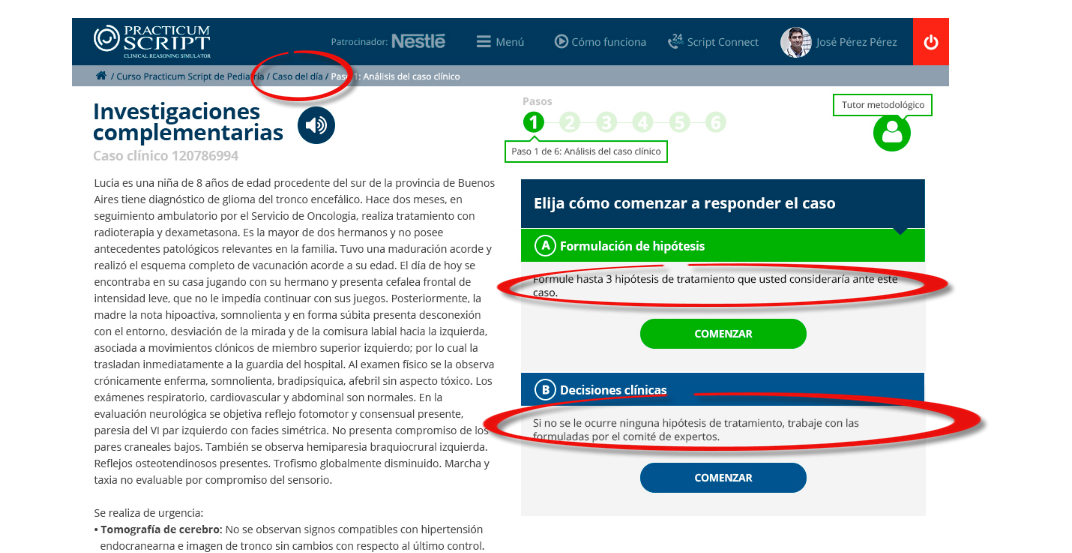 PRACTICUM
SCRIPT
CLINICAL REASONING SIMULATOR
Patrocinador: Nestlē
Menú
Cómo funciona
24
Script Connect
José Pérez Pérez
/ Curso Practicum Script de Pediatría / Caso del día / Paso 1: Análisis del caso clínico
Investigaciones
complementarias
Caso clínico 120786994
Pasos
1 2 3 4 5 6
Paso 1 de 6: Análisis del caso clínico
Tutor metodológico
Lucía es una niña de 8 años de edad procedente del sur de la provincia de Buenos
Aires tiene diagnóstico de glioma del tronco encefálico. Hace dos meses, en
seguimiento ambulatorio por el Servicio de Oncología, realiza tratamiento con
radioterapia y dexametasona. Es la mayor de dos hermanos y no posee
antecedentes patológicos relevantes en la familia. Tuvo una maduración acorde y
realizó el esquema completo de vacunación acorde a su edad. El día de hoy se
encontraba en su casa jugando con su hermano y presenta cefalea frontal de
intensidad leve, que no le impedía continuar con sus juegos. Posteriormente, la
madre la nota hipoactiva, somnolienta y en forma súbita presenta desconexión
con el entorno, desviación de la mirada y de la comisura labial hacia la izquierda,
asociada a movimientos clónicos de miembro superior izquierdo; por lo cual la
trasladan inmediatamente a la guardia del hospital. Al examen físico se la observa
crónicamente enferma, somnolienta, bradipsiquica, afebril sin aspecto tóxico. Los
exámenes respiratorio, cardiovascular y abdominal son normales. En la
evaluación neurológica se objetiva reflejo fotomotor y consensual presente,
paresia del VI par izquierdo con facies simétrica. No presenta compromiso de los
pares craneales bajos. También se observa hemiparesia braquiocrural izquierda.
Reflejos osteotendinosos presentes. Trofismo globalmente disminuido. Marcha y
taxia no evaluable por compromiso del sensorio.
Se realiza de urgencia:
• Tomografía de cerebro: No se observan signos compatibles con hipertensión
endocranearna e imagen de tronco sin cambios con respecto al último control.
Elija cómo comenzar a responder el caso
A Formulación de hipótesis
Formule hasta 3 hipótesis de tratamiento que usted consideraría ante este
caso.
COMENZAR
B Decisiones clínicas
Si no se le ocurre ninguna hipótesis de tratamiento, trabaje con las
formuladas por el comité de expertos.
COMENZAR